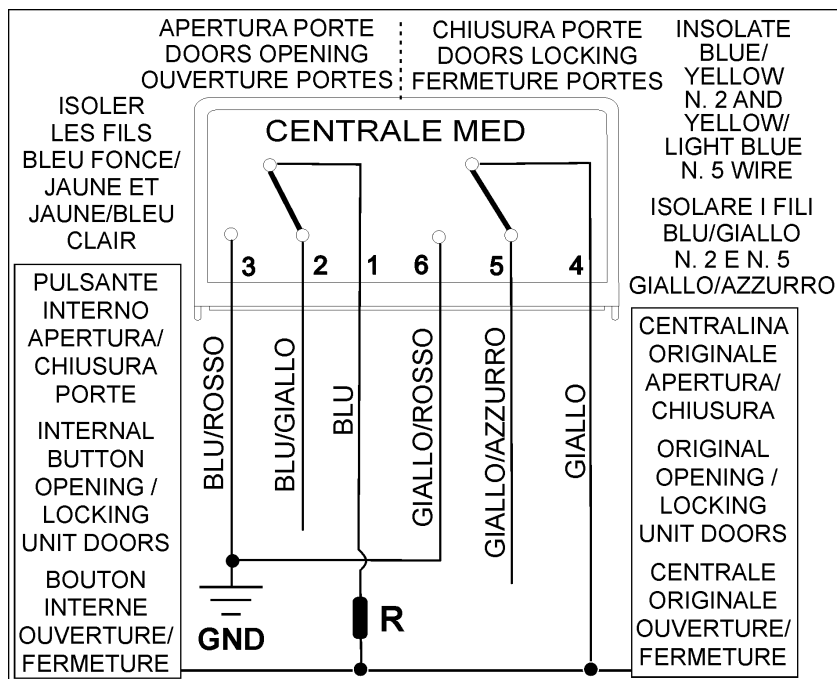 APERTURA PORTE
DOORS OPENING
OUVERTURE PORTES
CHIUSURA PORTE
DOORS LOCKING
FERMETURE PORTES
INSOLATE
BLUE/
YELLOW
N. 2 AND
YELLOW/
LIGHT BLUE
N. 5 WIRE
ISOLER
LES FILS
BLEU FONCE/
JAUNE ET
JAUNE/BLEU
CLAIR
CENTRALE MED
ISOLARE I FILI
BLU/GIALLO
N. 2 E N. 5
GIALLO/AZZURRO
3 2 1 6 5 4
PULSANTE
INTERNO
APERTURA/
CHIUSURA
PORTE
INTERNAL
BUTTON
OPENING /
LOCKING
UNIT DOORS
BOUTON
INTERNE
OUVERTURE/
FERMETURE
BLU/ROSSO
BLU/GIALLO
BLU
GIALLO/ROSSO
GIALLO/AZZURRO
GIALLO
GND
R
CENTRALINA
ORIGINALE
APERTURA/
CHIUSURA
ORIGINAL
OPENING /
LOCKING
UNIT DOORS
CENTRALE
ORIGINALE
OUVERTURE/
FERMETURE